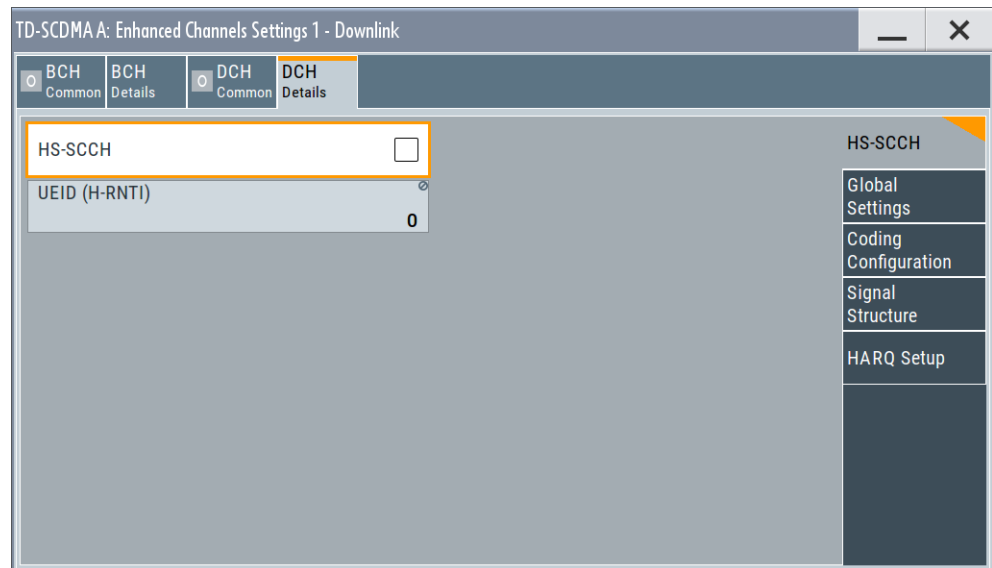 TD-SCDMA A: Enhanced Channels Settings 1 - Downlink
BCH
Common
BCH
Details
DCH
Common
DCH
Details
HS-SCCH
UEID (H-RNTI)
0
HS-SCCH
Global
Settings
Coding
Configuration
Signal
Structure
HARQ Setup